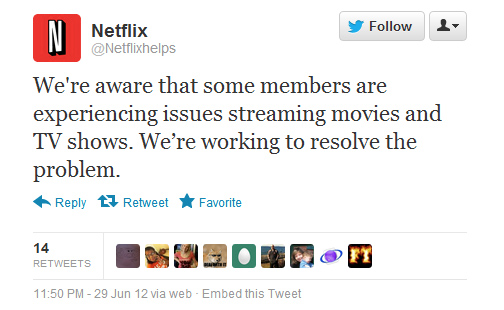 N
Netflix
@Netflixhelps
Follow
We're aware that some members are
experiencing issues streaming movies and
TV shows. We’re working to resolve the
problem.
Reply Retweet Favorite
14
RETWEETS
11:50 PM - 29 Jun 12 via web · Embed this Tweet